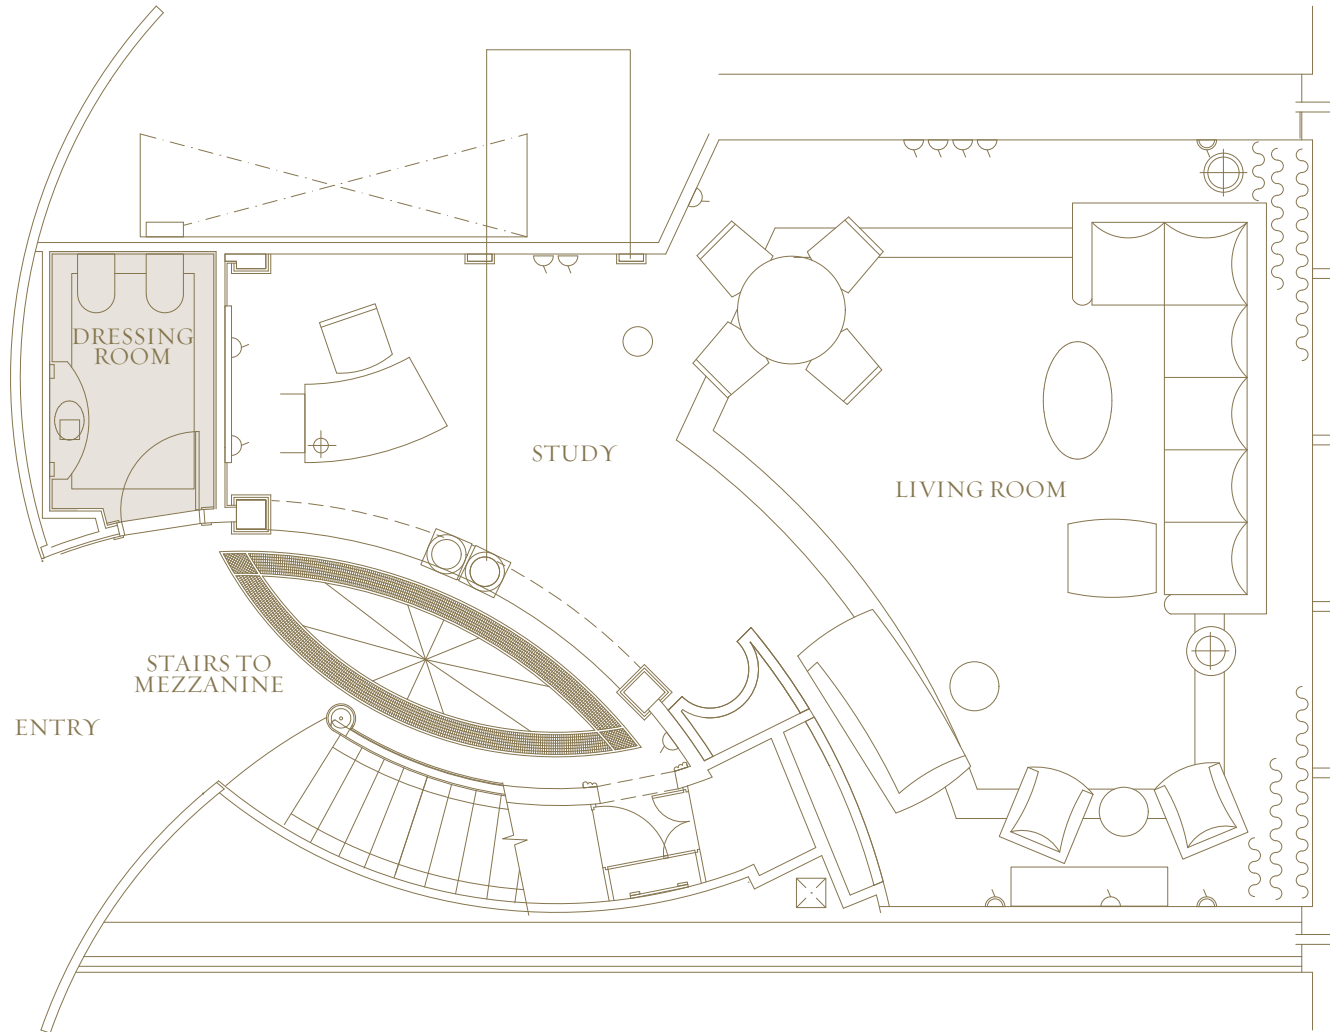 DRESSING
ROOM
STUDY
LIVING ROOM
STAIRS TO
MEZZANINE
ENTRY